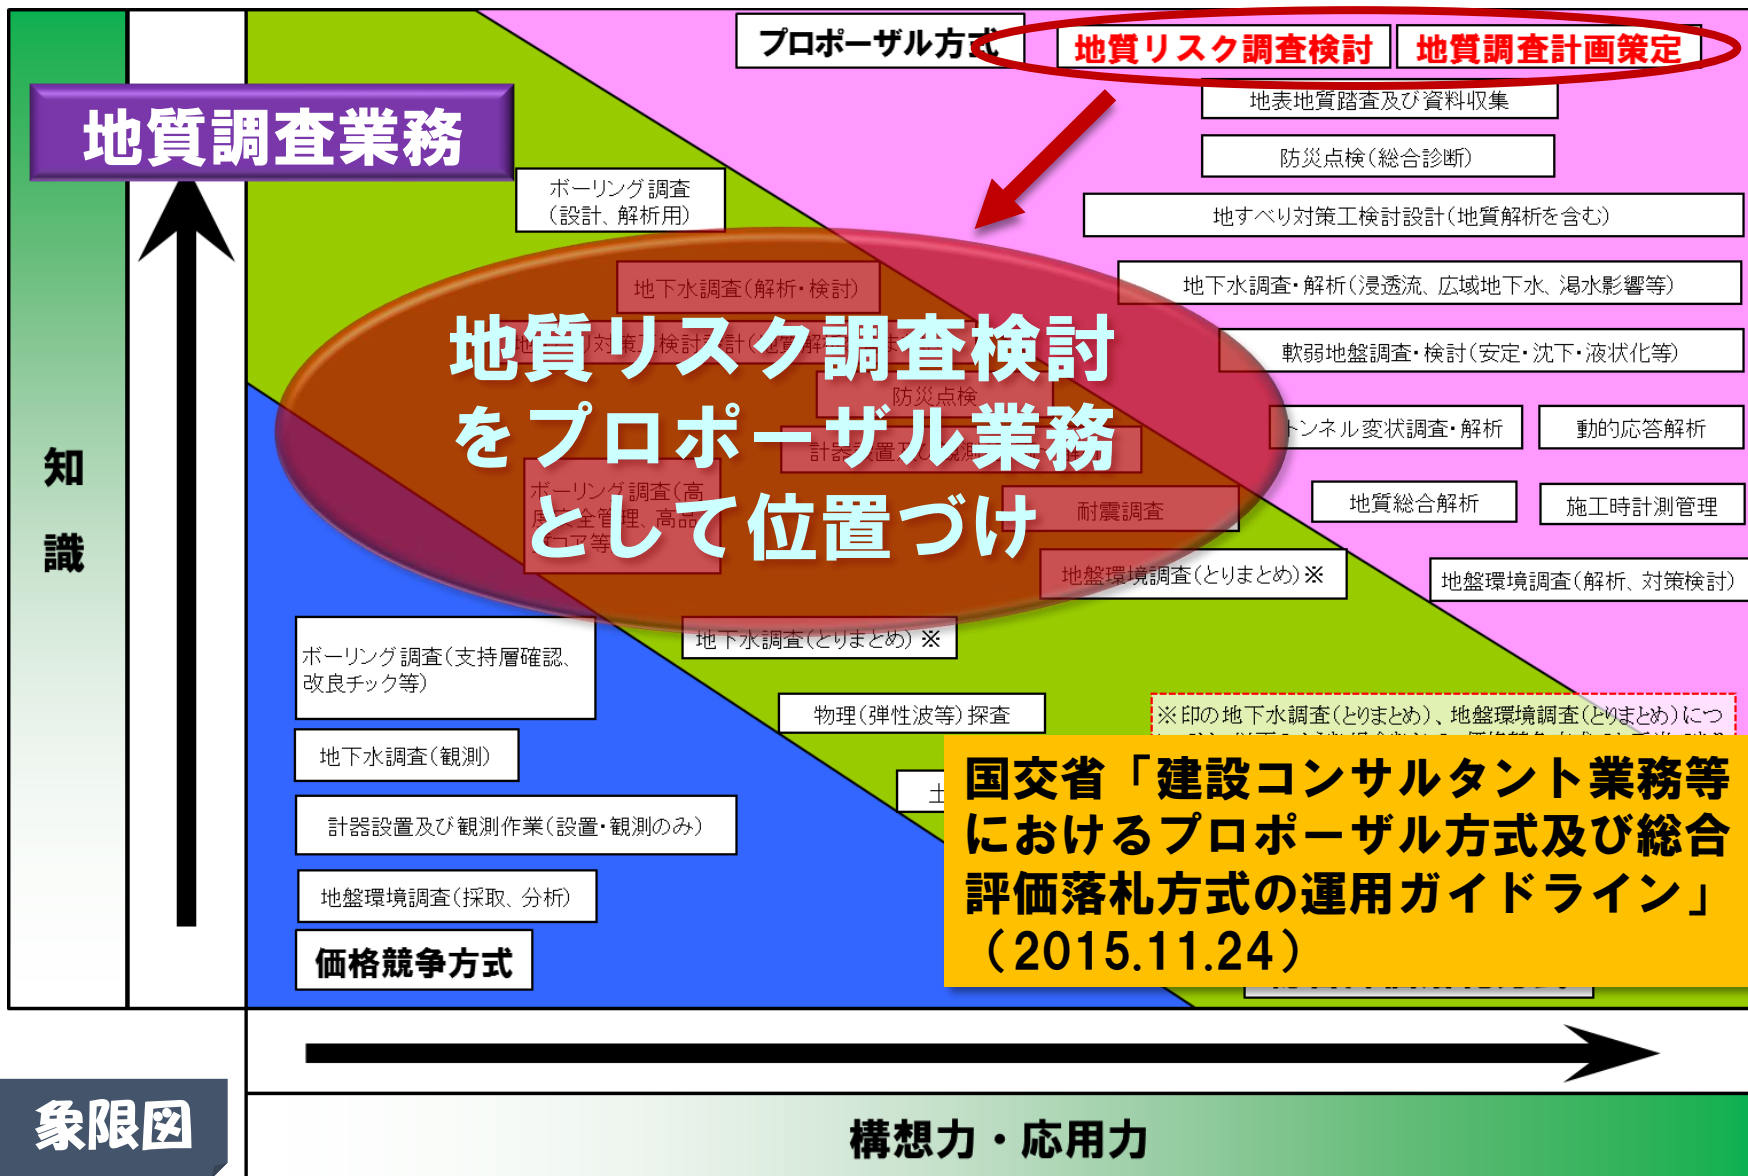 プロポーザル方式
地質リスク調査検討
地質調査計画策定
地質調査業務
地表地質踏査及び資料収集
防災点検(総合診断)
ボーリング調査
(設計、解析用)
地すべり対策工検討設計(地質解析を含む)
地下水調査(解析・検討)
地下水調査・解析(浸透流、広域地下水、渇水影響等)
地質リスク調査検討
をプロポーザル業務
として位置づけ
軟弱地盤調査・検討(安定・沈下・液状化等)
防災点検
トンネル変状調査・解析
動的応答解析
計器設置及び観測
ボーリング調査(高
耐震調査
地質総合解析
施工時計測管理
地盤環境調査(とりまとめ)※
地盤環境調査(解析、対策検討)
知
識
ボーリング調査(支持層確認、
改良チック等)
地下水調査(とりまとめ)※
物理(弾性波等)探査
※印の地下水調査(とりまとめ)、地盤環境調査(とりまとめ)につ
地下水調査(観測)
土
計器設置及び観測作業(設置・観測のみ)
地盤環境調査(採取、分析)
価格競争方式
国交省「建設コンサルタント業務等
におけるプロポーザル方式及び総合
評価落札方式の運用ガイドライン」
(2015.11.24)
象限図
構想力・応用力